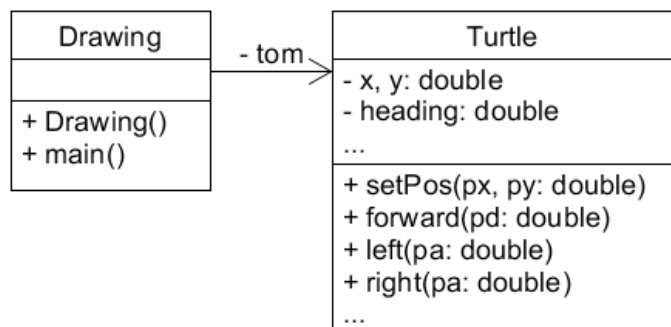 Drawing
+ Drawing()
+ main()
- tom
Turtle
- x, y: double
- heading: double
...
+ setPos(px, py: double)
+ forward(pd: double)
+ left(pa: double)
+ right(pa: double)
...